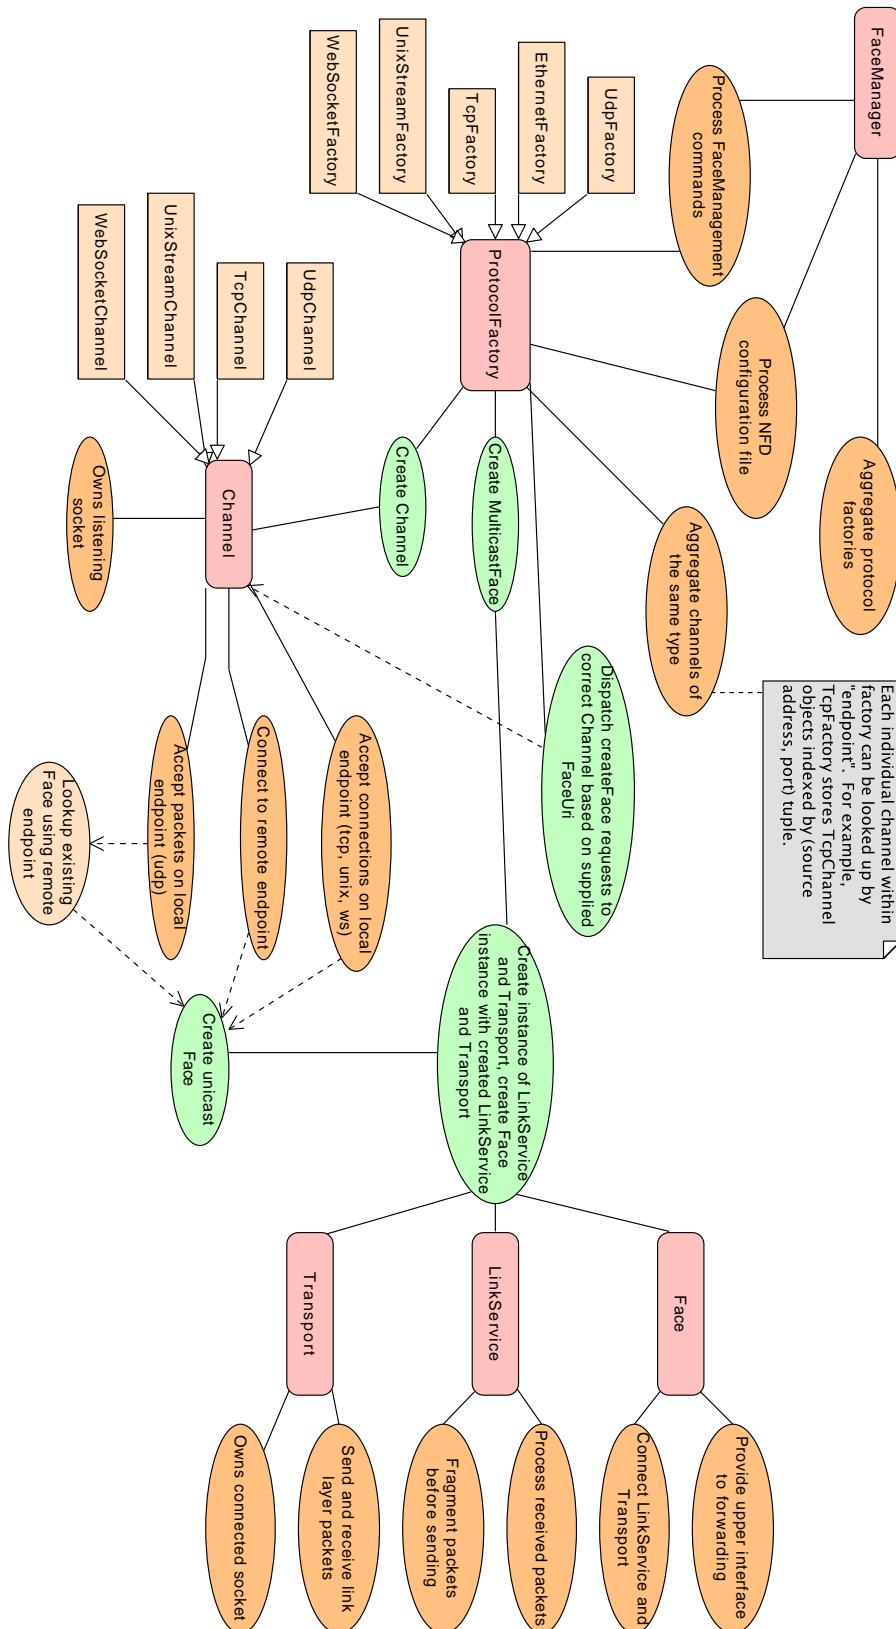 FaceManager
Process FaceManagement
commands
Process NFD
configuration file
Aggregate protocol
factories
UdpFactory
EthernetFactory
TcpFactory
UnixStreamFactory
WebSocketFactory
ProtocolFactory
Each individual channel within
factory can be looked up by
"endpoint". For example,
TcpFactory stores TcpChannel
objects indexed by (source
address, port) tuple.
Aggregate channels of
the same type
Dispatch createFace requests to
correct Channel based on supplied
FaceUri
Create MulticastFace
Create Channel
UdpChannel
TcpChannel
UnixStreamChannel
WebSocketChannel
Channel
Owns listening
socket
Accept connections on local
endpoint (tcp, unix, ws)
Connect to remote endpoint
Accept packets on local
endpoint (udp)
Lookup existing
Face using remote
endpoint
Create unicast
Face
Create instance of LinkService
and Transport, create Face
instance with created LinkService
and Transport
Face
LinkService
Transport
Provide upper interface
to forwarding
Connect LinkService and
Transport
Process received packets
Fragment packets
before sending
Send and receive link
layer packets
Owns connected socket